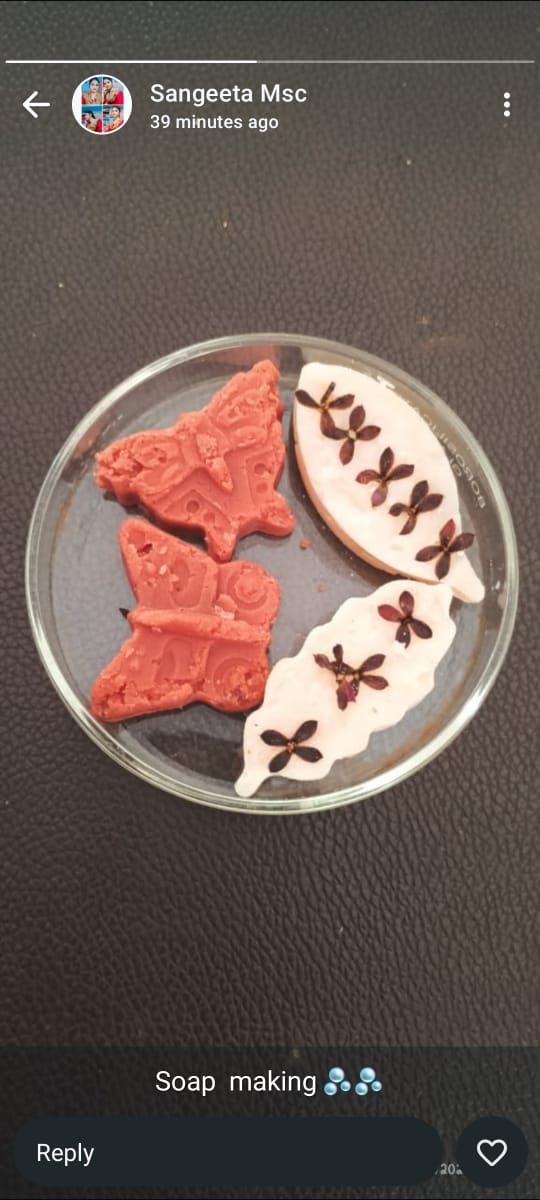 Sangeeta Msc
39 minutes ago
Soap making 🫧🫧
Reply